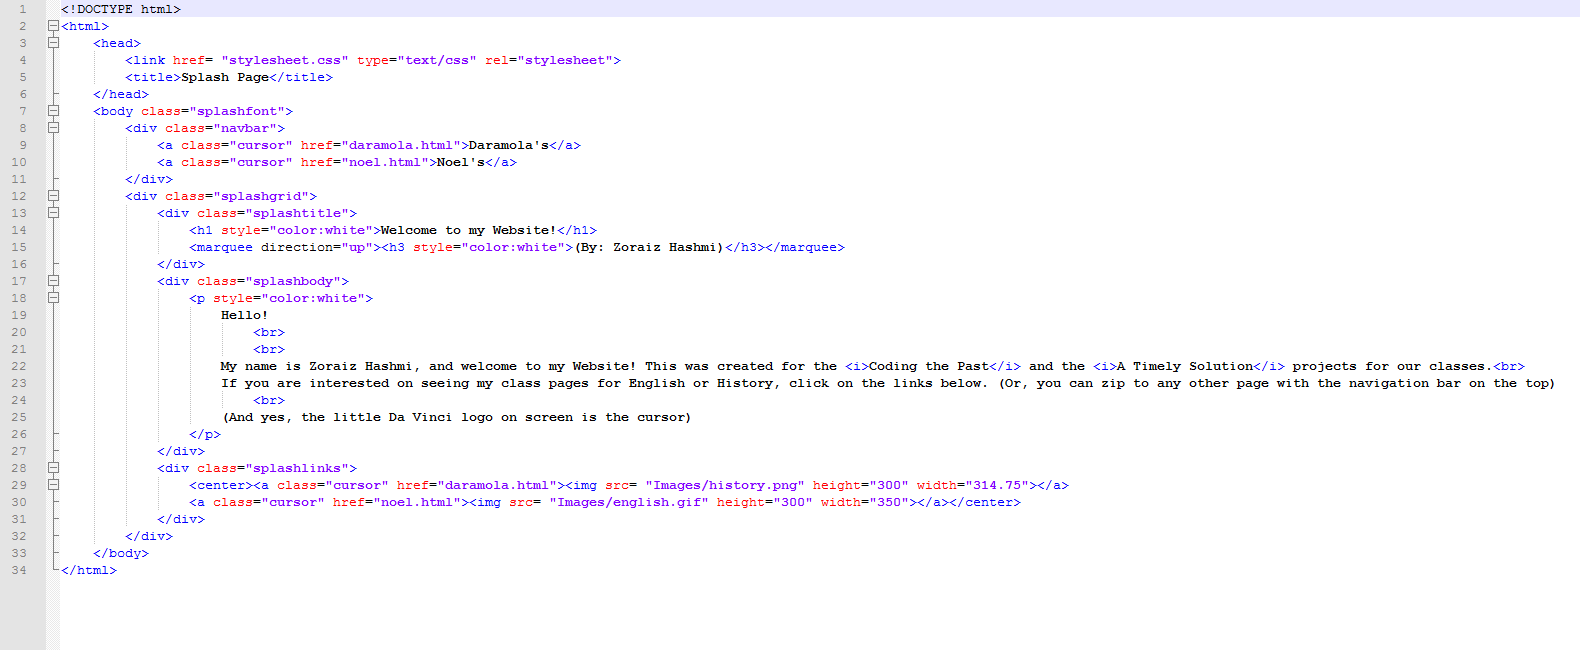 1 <!DOCTYPE html>
2 <html>
3 <head>
4 <link href= "stylesheet.css" type="text/css" rel="stylesheet">
5 <title>Splash Page</title>
6 </head>
7 <body class="splashfont">
8 <div class="navbar">
9 <a class="cursor" href="daramola.html">Daramola's</a>
10 <a class="cursor" href="noel.html">Noel's</a>
11 </div>
12 <div class="splashgrid">
13 <div class="splashtitle">
14 <h1 style="color:white">Welcome to my Website!</h1>
15 <marquee direction="up"><h3 style="color:white">(By: Zoraiz Hashmi)</h3></marquee>
16 </div>
17 <div class="splashbody">
18 <p style="color:white">
19 Hello!
20 <br>
21 <br>
22 My name is Zoraiz Hashmi, and welcome to my Website! This was created for the <i>Coding the Past</i> and the <i>A Timely Solution</i> projects for our classes.<br>
23 If you are interested on seeing my class pages for English or History, click on the links below. (Or, you can zip to any other page with the navigation bar on the top)
24 <br>
25 (And yes, the little Da Vinci logo on screen is the cursor)
26 </p>
27 </div>
28 <div class="splashlinks">
29 <center><a class="cursor" href="daramola.html"><img src= "Images/history.png" height="300" width="314.75"></a>
30 <a class="cursor" href="noel.html"><img src= "Images/english.gif" height="300" width="350"></a></center>
31 </div>
32 </div>
33 </body>
34 </html>